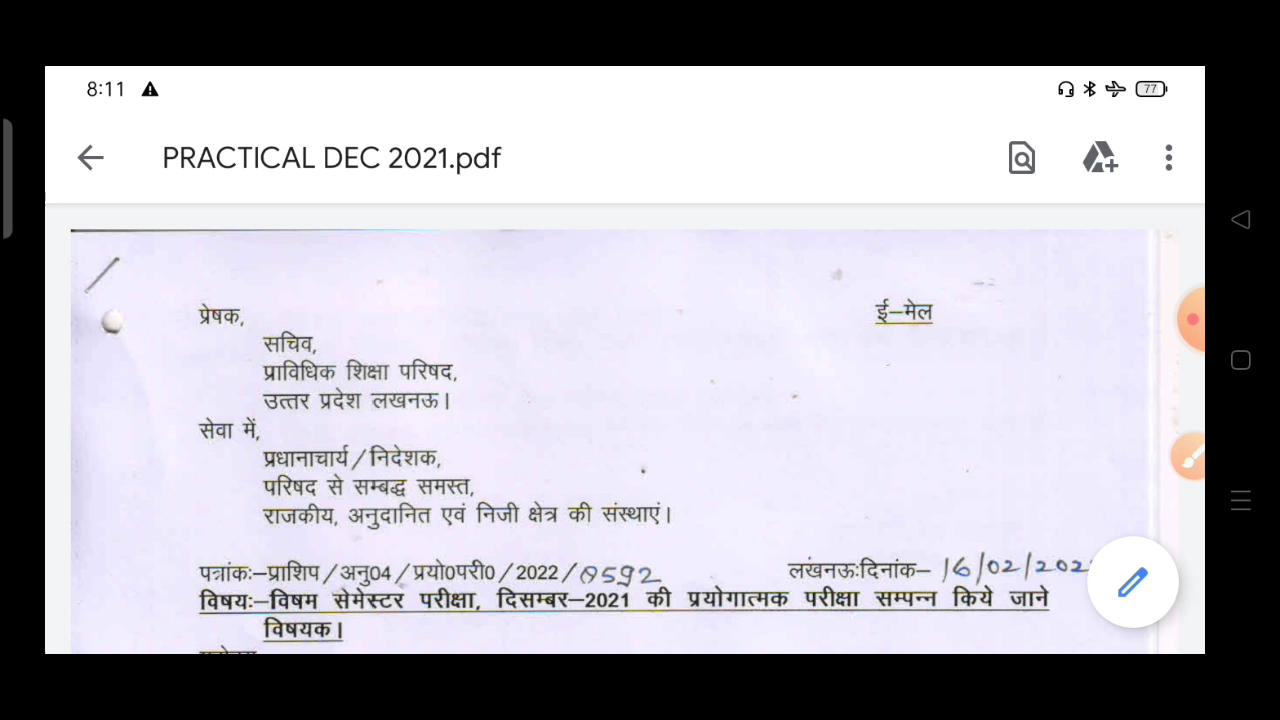 8:11
77
PRACTICAL DEC 2021.pdf
प्रेषक,
ई–मेल
सचिव,
प्राविधिक शिक्षा परिषद,
उत्तर प्रदेश लखनऊ।
सेवा में,
प्रधानाचार्य/निदेशक,
परिषद से सम्बद्ध समस्त,
राजकीय, अनुदानित एवं निजी क्षेत्र की संस्थाएं।
पत्रांकः–प्राशिप/अनु04/प्रयो0परी0/2022/0592 लखनऊःदिनांक– 16/02/202
विषयः–विषम सेमेस्टर परीक्षा, दिसम्बर–2021 की प्रयोगात्मक परीक्षा सम्पन्न किये जाने
विषयक।